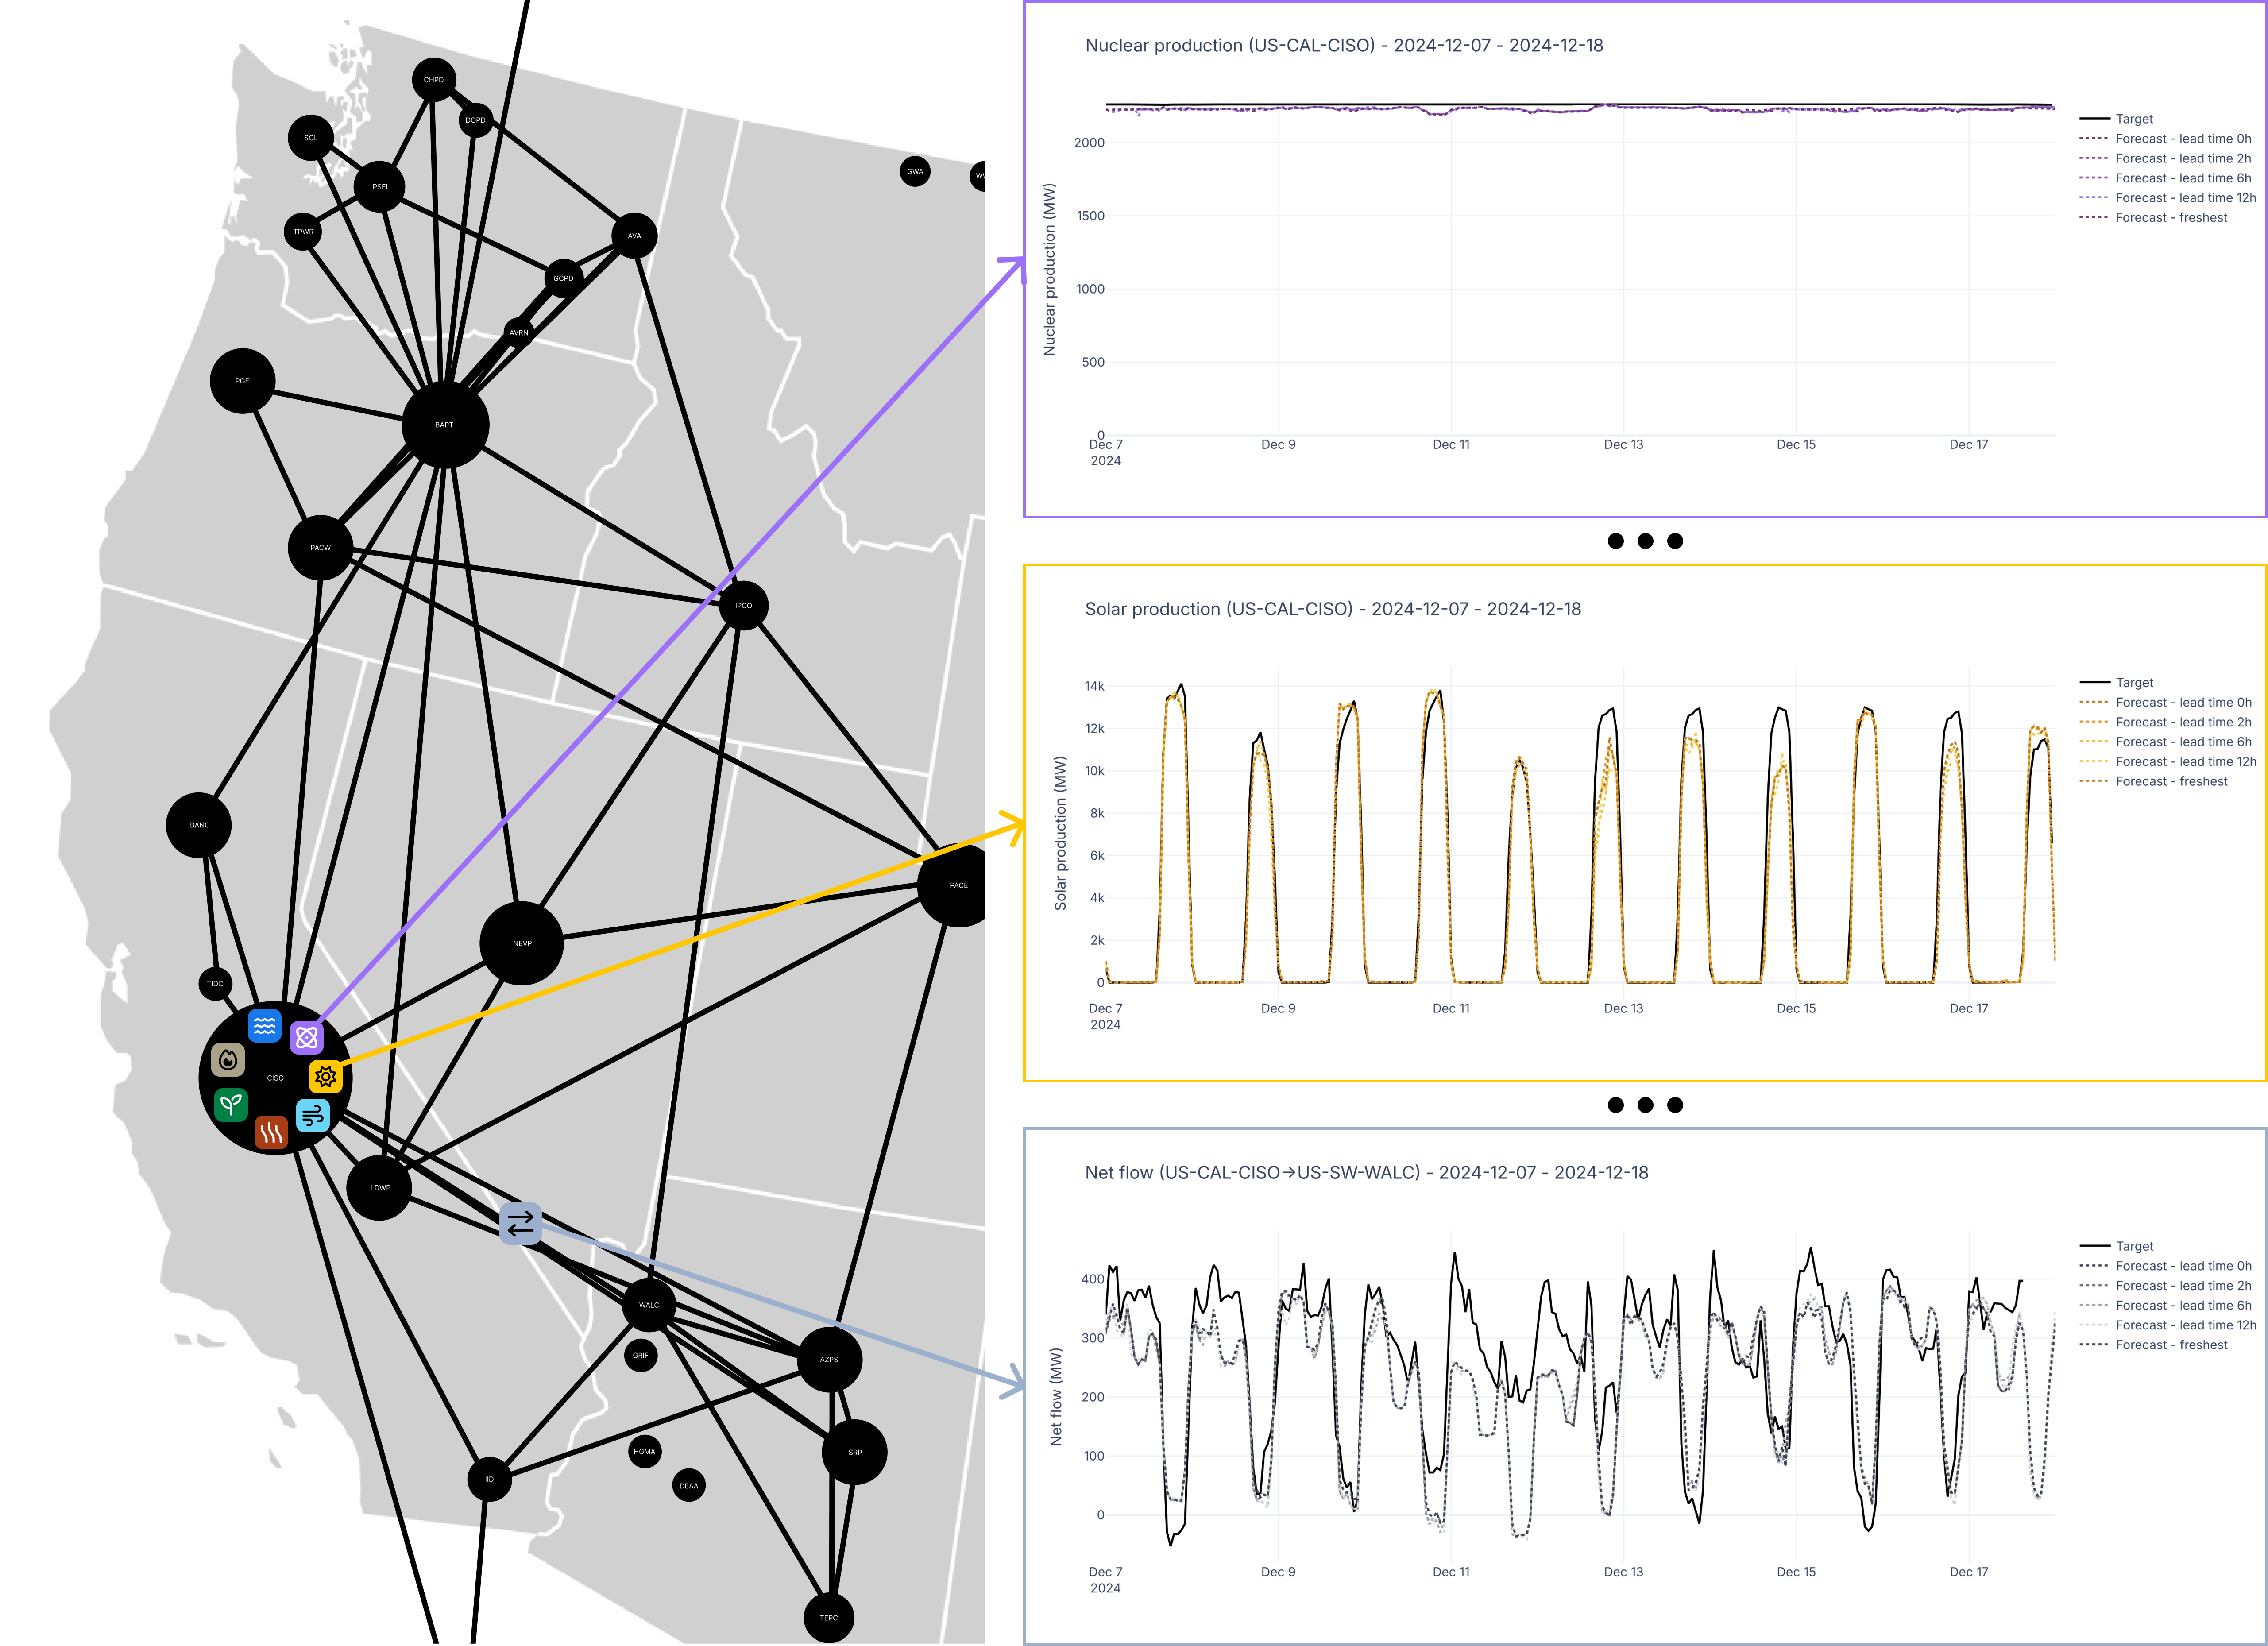 CHPD
DOPD
SCL
GWA
PSEI
TPWR
AVA
GCPD
AVRN
PGE
BAPT
PACW
IPCO
BANC
PACE
NEVP
TIDC
CISO
LDWP
WALC
GRIF
AZPS
HGMA
SRP
IID
DEAA
TEPC
Nuclear production (US-CAL-CISO) - 2024-12-07 - 2024-12-18
Nuclear production (MW)
2000
1500
1000
500
0
Dec 7
2024
Dec 9
Dec 11
Dec 13
Dec 15
Dec 17
Target
Forecast - lead time 0h
Forecast - lead time 2h
Forecast - lead time 6h
Forecast - lead time 12h
Forecast - freshest
Solar production (US-CAL-CISO) - 2024-12-07 - 2024-12-18
Solar production (MW)
14k
12k
10k
8k
6k
4k
2k
0
Dec 7
2024
Dec 9
Dec 11
Dec 13
Dec 15
Dec 17
Target
Forecast - lead time 0h
Forecast - lead time 2h
Forecast - lead time 6h
Forecast - lead time 12h
Forecast - freshest
Net flow (US-CAL-CISO→US-SW-WALC) - 2024-12-07 - 2024-12-18
Net flow (MW)
400
300
200
100
0
Dec 7
2024
Dec 9
Dec 11
Dec 13
Dec 15
Dec 17
Target
Forecast - lead time 0h
Forecast - lead time 2h
Forecast - lead time 6h
Forecast - lead time 12h
Forecast - freshest